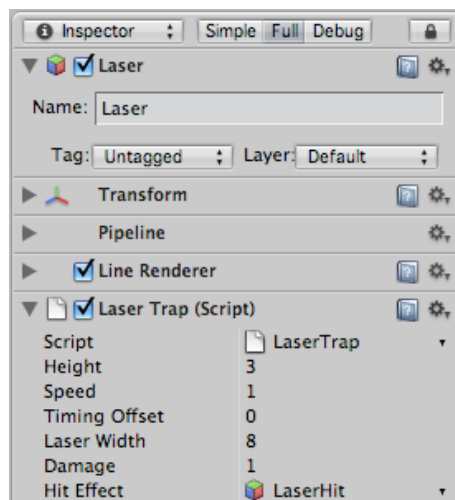 Inspector Simple Full Debug
Laser
Name: Laser
Tag: Untagged Layer: Default
Transform
Pipeline
Line Renderer
Laser Trap (Script)
Script LaserTrap
Height 3
Speed 1
Timing Offset 0
Laser Width 8
Damage 1
Hit Effect LaserHit